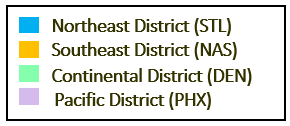 Northeast District (STL)
Southeast District (NAS)
Continental District (DEN)
Pacific District (PHX)